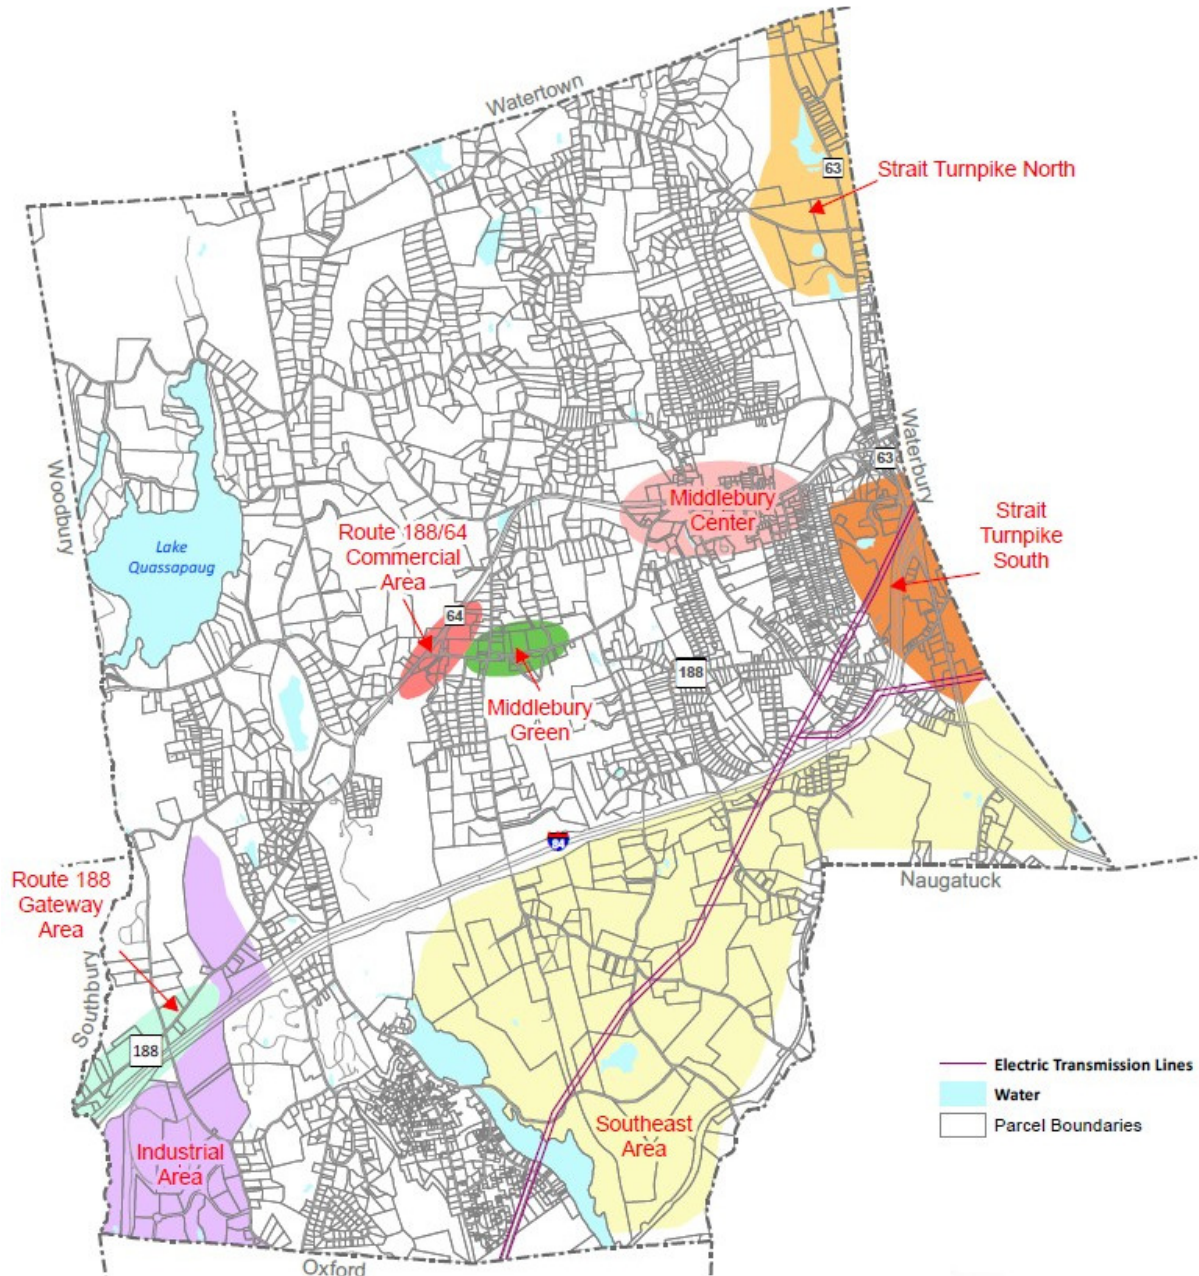 Watertown
63
Strait Turnpike North
Woodbury
Waterbury
63
Middlebury
Center
Strait
Turnpike
South
Lake
Quassapaug
Route 188/64
Commercial
Area
64
188
Middlebury
Green
84
Naugatuck
Route 188
Gateway
Area
Southbury
188
Industrial
Area
Southeast
Area
Oxford
Electric Transmission Lines
Water
Parcel Boundaries